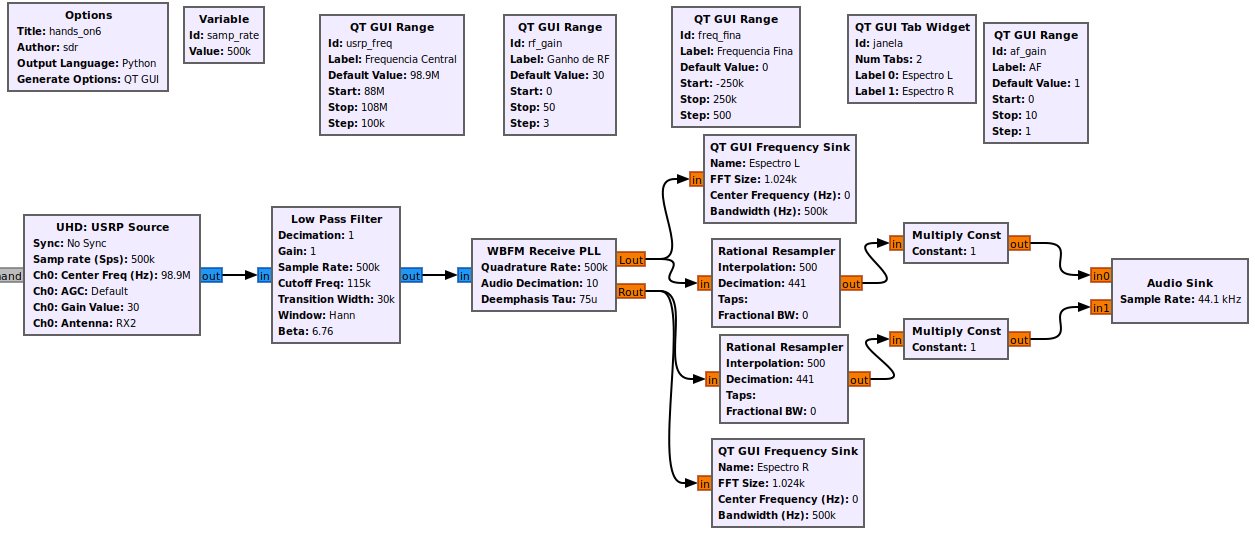 Options
Title: hands_on6
Author: sdr
Output Language: Python
Generate Options: QT GUI
Variable
Id: samp_rate
Value: 500k
QT GUI Range
Id: usrp_freq
Label: Frequencia Central
Default Value: 98.9M
Start: 88M
Stop: 108M
Step: 100k
QT GUI Range
Id: rf_gain
Label: Ganho de RF
Default Value: 30
Start: 0
Stop: 50
Step: 3
QT GUI Range
Id: freq_fina
Label: Frequencia Fina
Default Value: 0
Start: -250k
Stop: 250k
Step: 500
QT GUI Tab Widget
Id: janela
Num Tabs: 2
Label 0: Espectro L
Label 1: Espectro R
QT GUI Range
Id: af_gain
Label: AF
Default Value: 1
Start: 0
Stop: 10
Step: 1
QT GUI Frequency Sink
Name: Espectro L
FFT Size: 1.024k
Center Frequency (Hz): 0
Bandwidth (Hz): 500k
in
UHD: USRP Source
Sync: No Sync
Samp rate (Sps): 500k
Ch0: Center Freq (Hz): 98.9M
Ch0: AGC: Default
Ch0: Gain Value: 30
Ch0: Antenna: RX2
out
in
Low Pass Filter
Decimation: 1
Gain: 1
Sample Rate: 500k
Cutoff Freq: 115k
Transition Width: 30k
Window: Hann
Beta: 6.76
out
in
WBFM Receive PLL
Quadrature Rate: 500k
Audio Decimation: 10
Deemphasis Tau: 75u
Lout
Rout
in
Rational Resampler
Interpolation: 500
Decimation: 441
Taps:
Fractional BW: 0
out
in
Multiply Const
Constant: 1
out
in
Rational Resampler
Interpolation: 500
Decimation: 441
Taps:
Fractional BW: 0
out
in
Multiply Const
Constant: 1
out
in0
in1
Audio Sink
Sample Rate: 44.1 kHz
in
QT GUI Frequency Sink
Name: Espectro R
FFT Size: 1.024k
Center Frequency (Hz): 0
Bandwidth (Hz): 500k